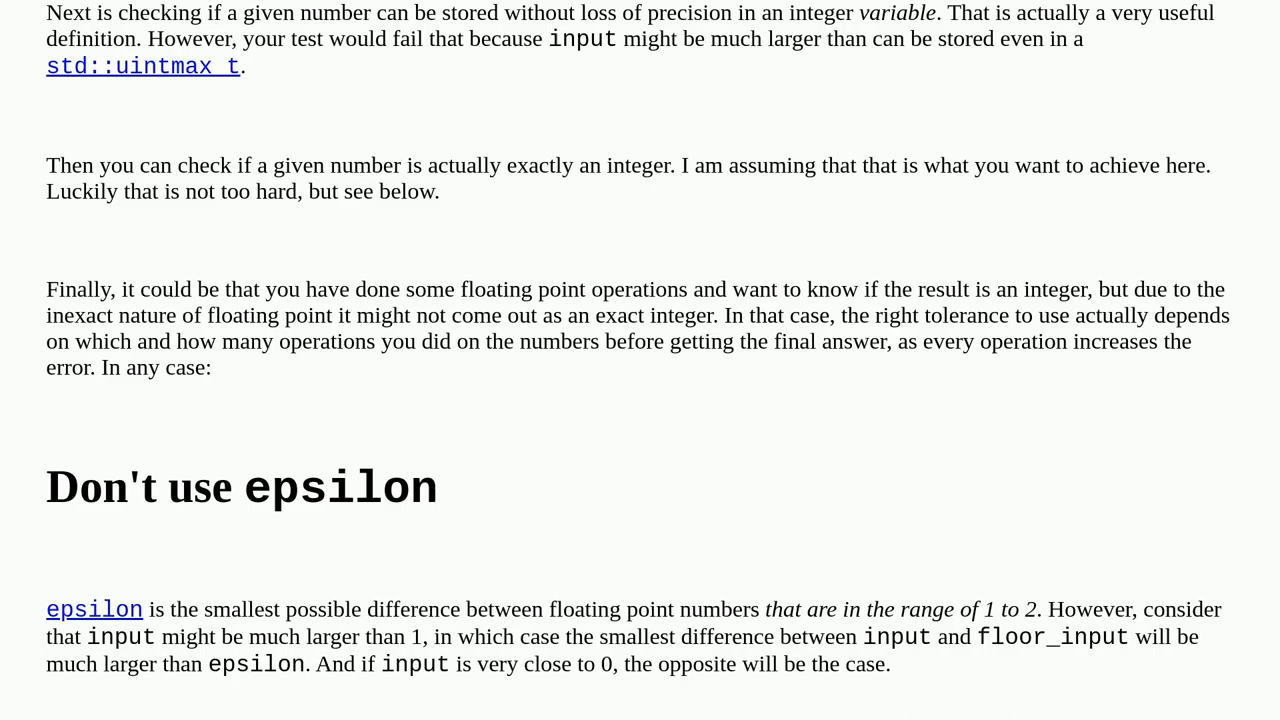 Next is checking if a given number can be stored without loss of precision in an integer variable. That is actually a very useful
definition. However, your test would fail that because input might be much larger than can be stored even in a
std::uintmax_t.
Then you can check if a given number is actually exactly an integer. I am assuming that that is what you want to achieve here.
Luckily that is not too hard, but see below.
Finally, it could be that you have done some floating point operations and want to know if the result is an integer, but due to the
inexact nature of floating point it might not come out as an exact integer. In that case, the right tolerance to use actually depends
on which and how many operations you did on the numbers before getting the final answer, as every operation increases the
error. In any case:
Don't use epsilon
epsilon is the smallest possible difference between floating point numbers that are in the range of 1 to 2. However, consider
that input might be much larger than 1, in which case the smallest difference between input and floor_input will be
much larger than epsilon. And if input is very close to 0, the opposite will be the case.